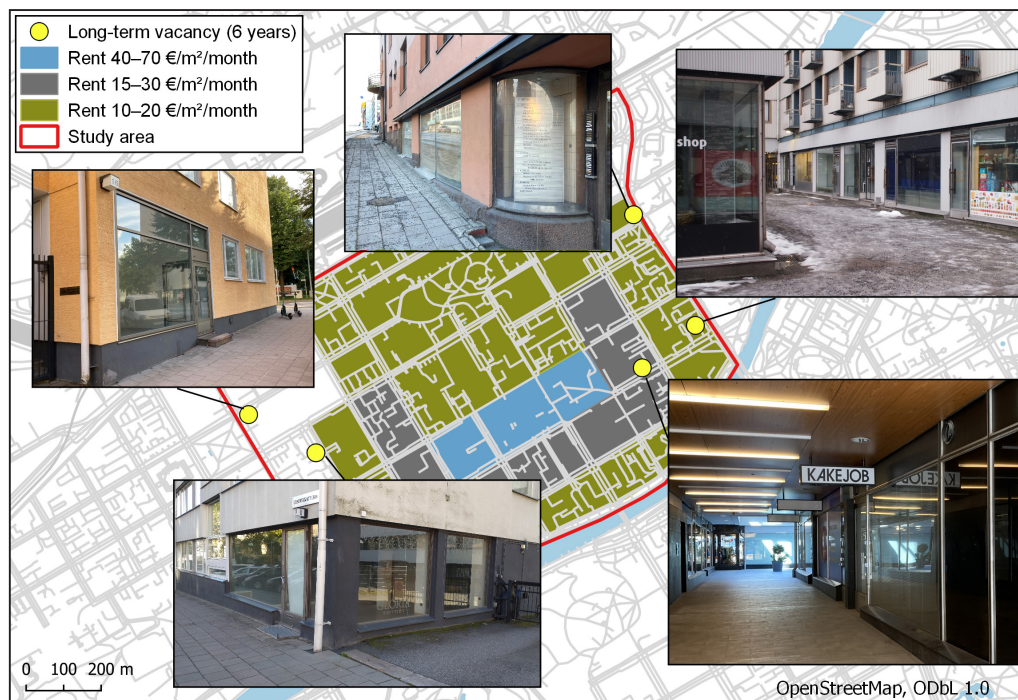 Long-term vacancy (6 years)
Rent 40–70 €/m²/month
Rent 15–30 €/m²/month
Rent 10–20 €/m²/month
Study area
shop
KAKEJOB
0 100 200 m
OpenStreetMap, ODbL 1.0